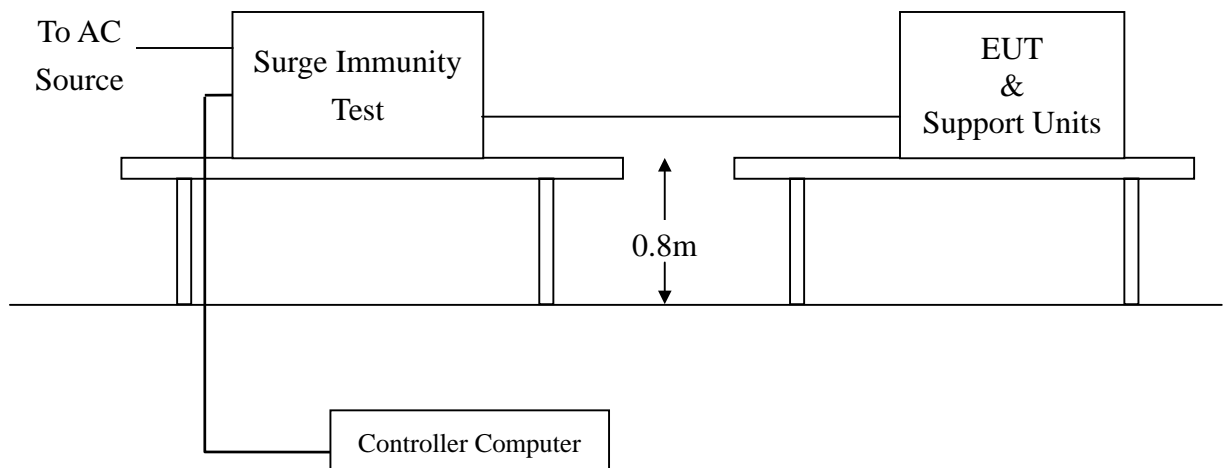 To AC
Source
Surge Immunity
Test
EUT
&
Support Units
0.8m
Controller Computer